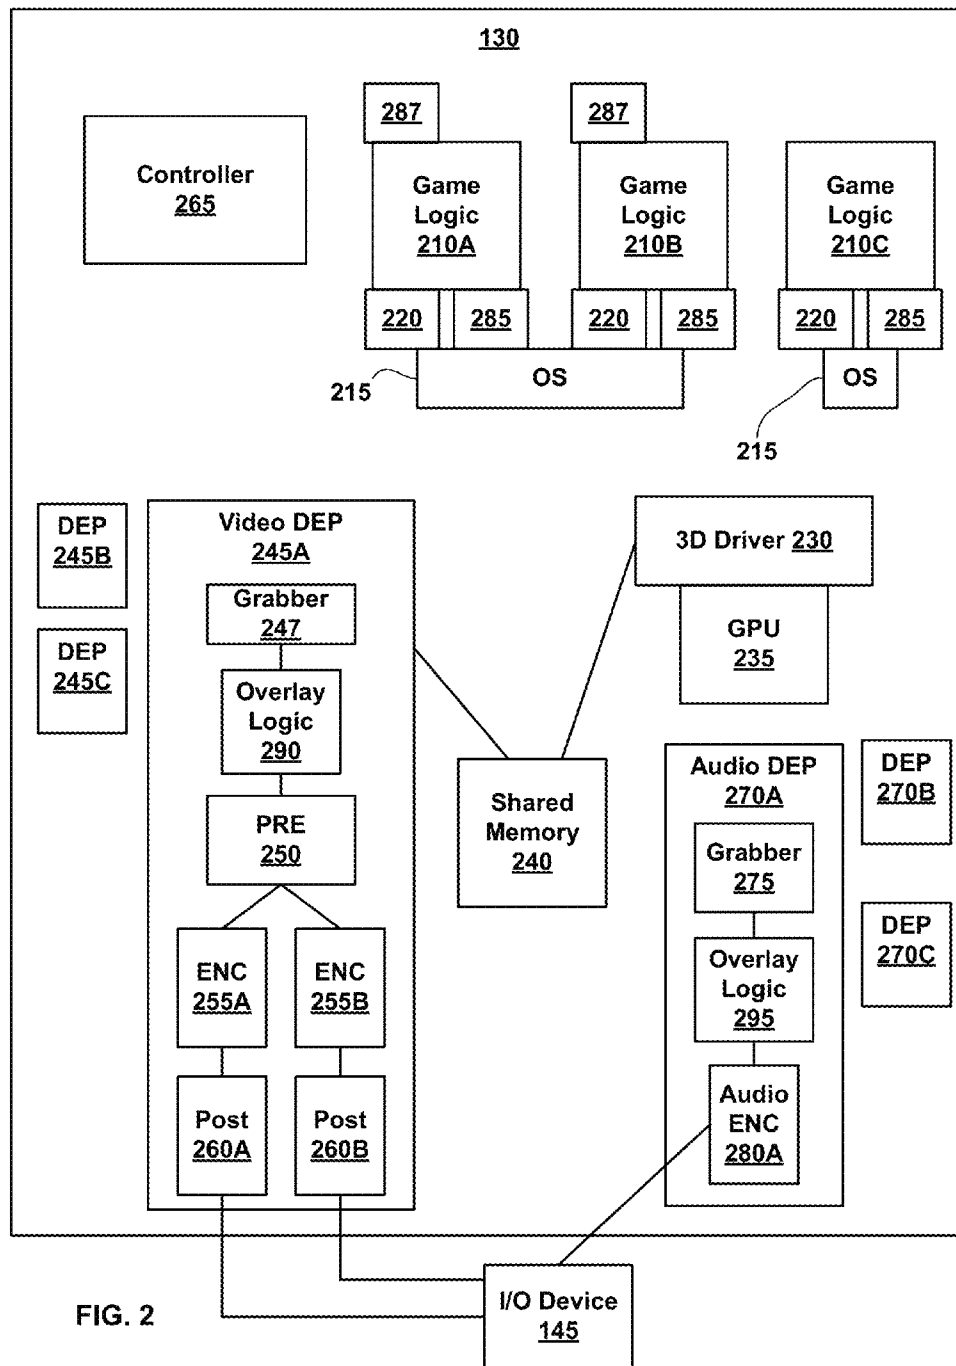 130
287
287
Controller
265
Game
Logic
210A
Game
Logic
210B
Game
Logic
210C
220
285
220
285
220
285
OS
OS
215
215
DEP
245B
DEP
245C
Video DEP
245A
Grabber
247
Overlay
Logic
290
PRE
250
ENC
255A
ENC
255B
Post
260A
Post
260B
3D Driver 230
GPU
235
Shared
Memory
240
Audio DEP
270A
Grabber
275
Overlay
Logic
295
Audio
ENC
280A
DEP
270B
DEP
270C
I/O Device
145
FIG. 2